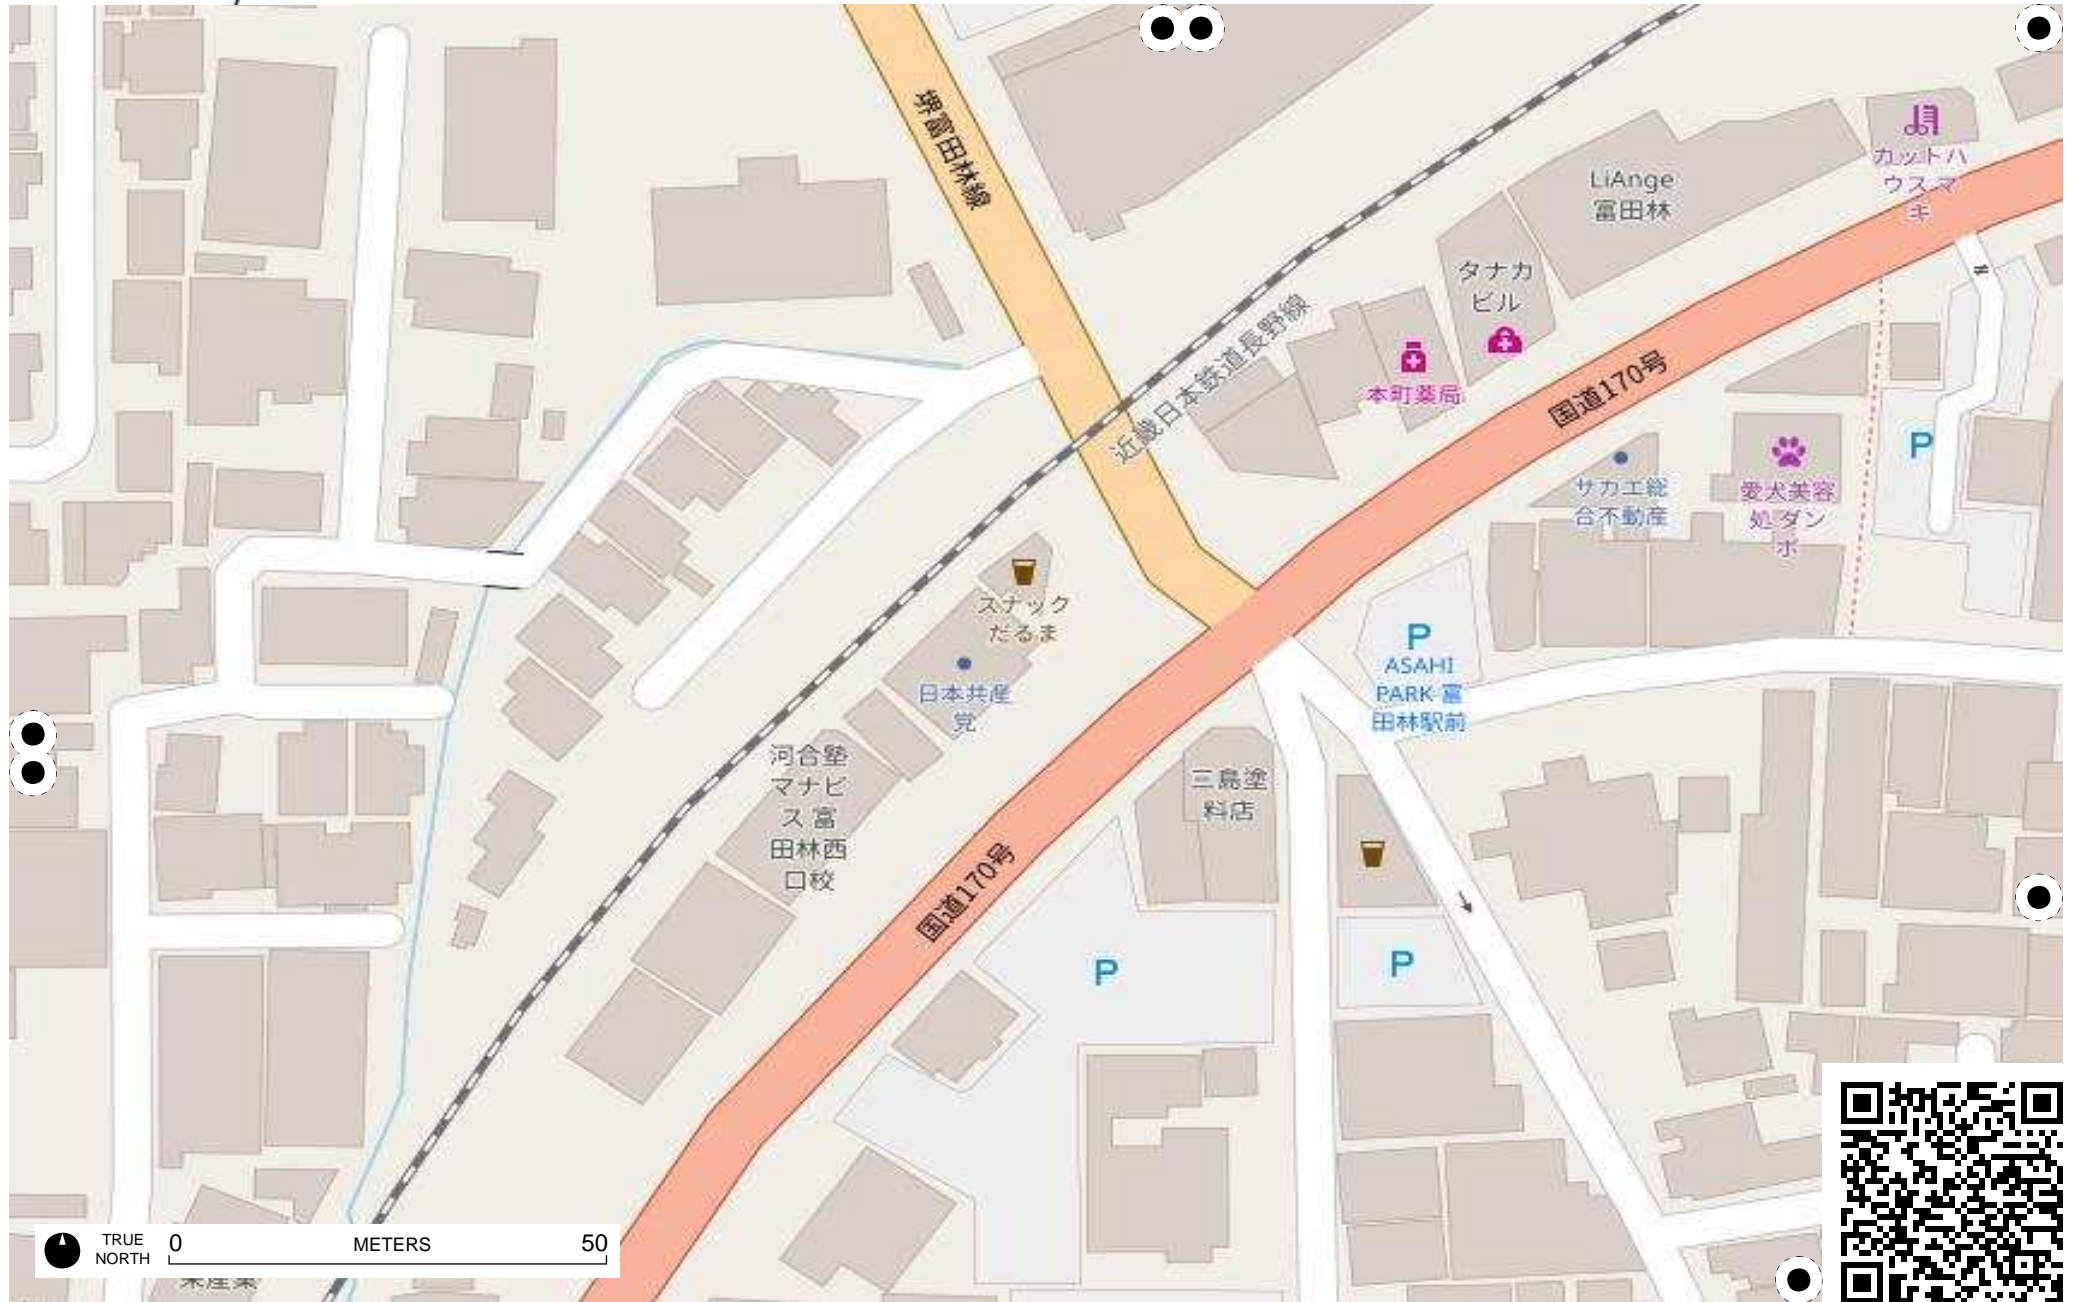 堺富田林線
カットハ
ウス マ
キ
LiAnge
富田林
タナカ
ビル
近畿日本鉄道長野線
本町薬局
国道170号
P
サカエ総
合不動産
愛犬美容
処 ダン
ボ
スナック
だるま
P
ASAHI
PARK 富
田林駅前
日本共産
党
河合塾
マナビ
ス 富
田林西
口校
三島塗
料店
国道170号
P
P
TRUE
NORTH
0
METERS
50